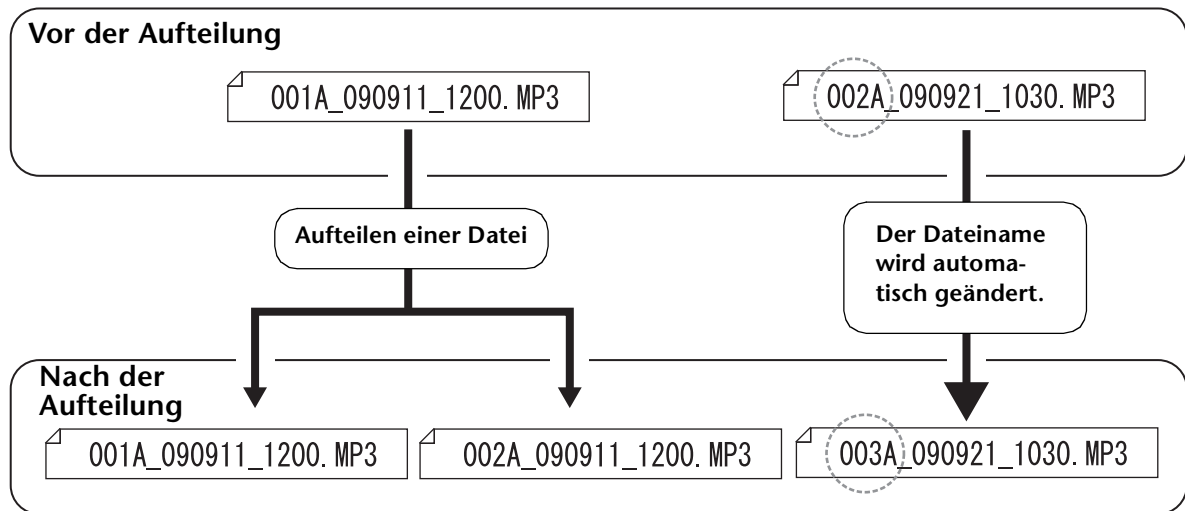 Vor der Aufteilung
001A_090911_1200. MP3
002A_090921_1030. MP3
Aufteilen einer Datei
Der Dateiname
wird automa-
tisch geändert.
Nach der
Aufteilung
001A_090911_1200. MP3
002A_090911_1200. MP3
003A_090921_1030. MP3